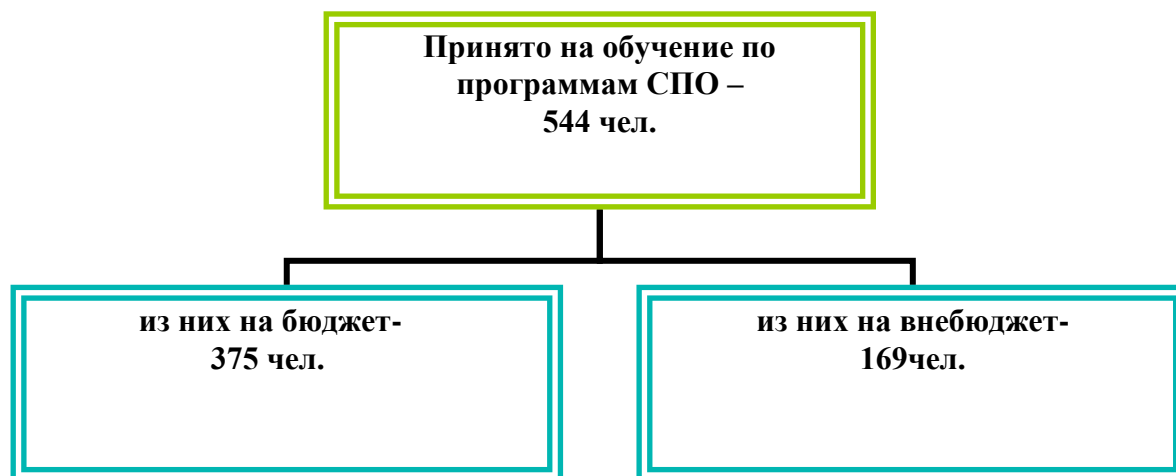 Принято на обучение по
программам СПО –
544 чел.
из них на бюджет-
375 чел.
из них на внебюджет-
169чел.